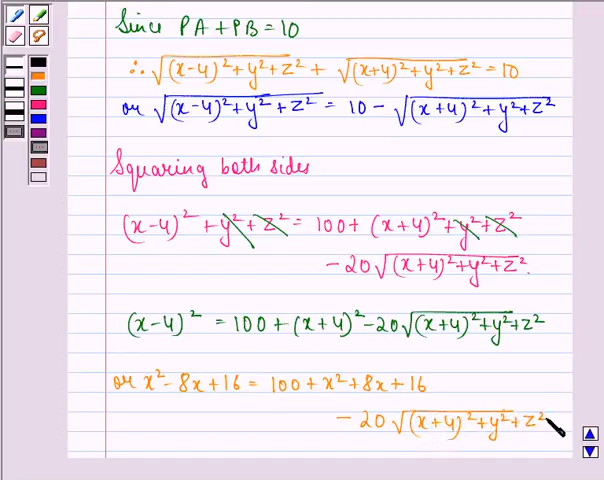 Since PA + PB = 10
∴ √(x-4)² + y² + z² + √(x+4)² + y² + z² = 10
or √(x-4)² + y² + z² = 10 - √(x+4)² + y² + z²
Squaring both sides
(x-4)² + y² + z² = 100 + (x+4)² + y² + z²
- 20√(x+4)² + y² + z².
(x-4)² = 100 + (x+4)² - 20√(x+4)² + y² + z²
or x² - 8x + 16 = 100 + x² + 8x + 16
- 20√(x+4)² + y² + z²